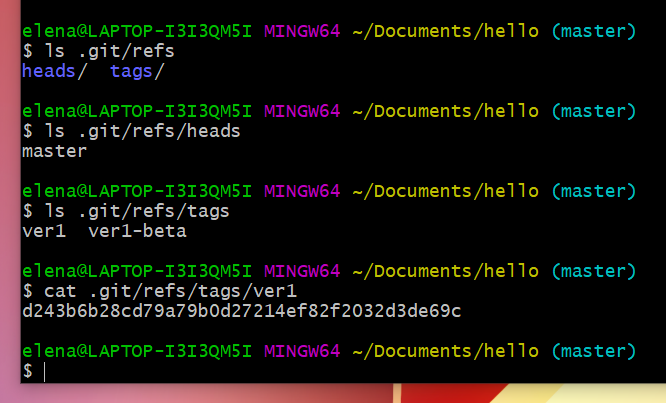 elena@LAPTOP-I3I3QM5I MINGW64 ~/Documents/hello (master)
$ ls .git/refs
heads/  tags/
elena@LAPTOP-I3I3QM5I MINGW64 ~/Documents/hello (master)
$ ls .git/refs/heads
master
elena@LAPTOP-I3I3QM5I MINGW64 ~/Documents/hello (master)
$ ls .git/refs/tags
ver1  ver1-beta
elena@LAPTOP-I3I3QM5I MINGW64 ~/Documents/hello (master)
$ cat .git/refs/tags/ver1
d243b6b28cd79a79b0d27214ef82f2032d3de69c
elena@LAPTOP-I3I3QM5I MINGW64 ~/Documents/hello (master)
$